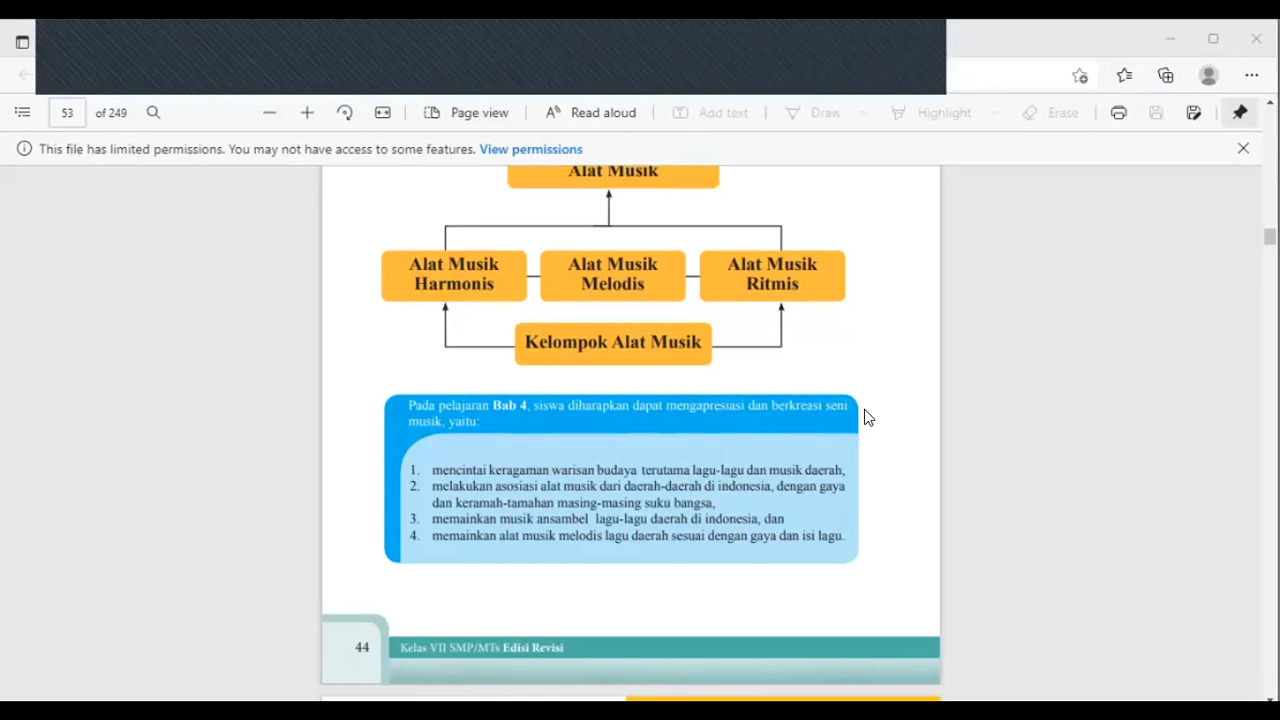 53 of 249
Page view
Read aloud
Add text
Draw
Highlight
Erase
This file has limited permissions. You may not have access to some features. View permissions
Alat Musik
Alat Musik
Harmonis
Alat Musik
Melodis
Alat Musik
Ritmis
Kelompok Alat Musik
Pada pelajaran Bab 4, siswa diharapkan dapat mengapresiasi dan berkreasi seni
musik, yaitu:
1. mencintai keragaman warisan budaya terutama lagu-lagu dan musik daerah,
2. melakukan asosiasi alat musik dari daerah-daerah di indonesia, dengan gaya
dan keramah-tamahan masing-masing suku bangsa,
3. memainkan musik ansambel lagu-lagu daerah di indonesia, dan
4. memainkan alat musik melodis lagu daerah sesuai dengan gaya dan isi lagu.
44 Kelas VII SMP/MTs Edisi Revisi